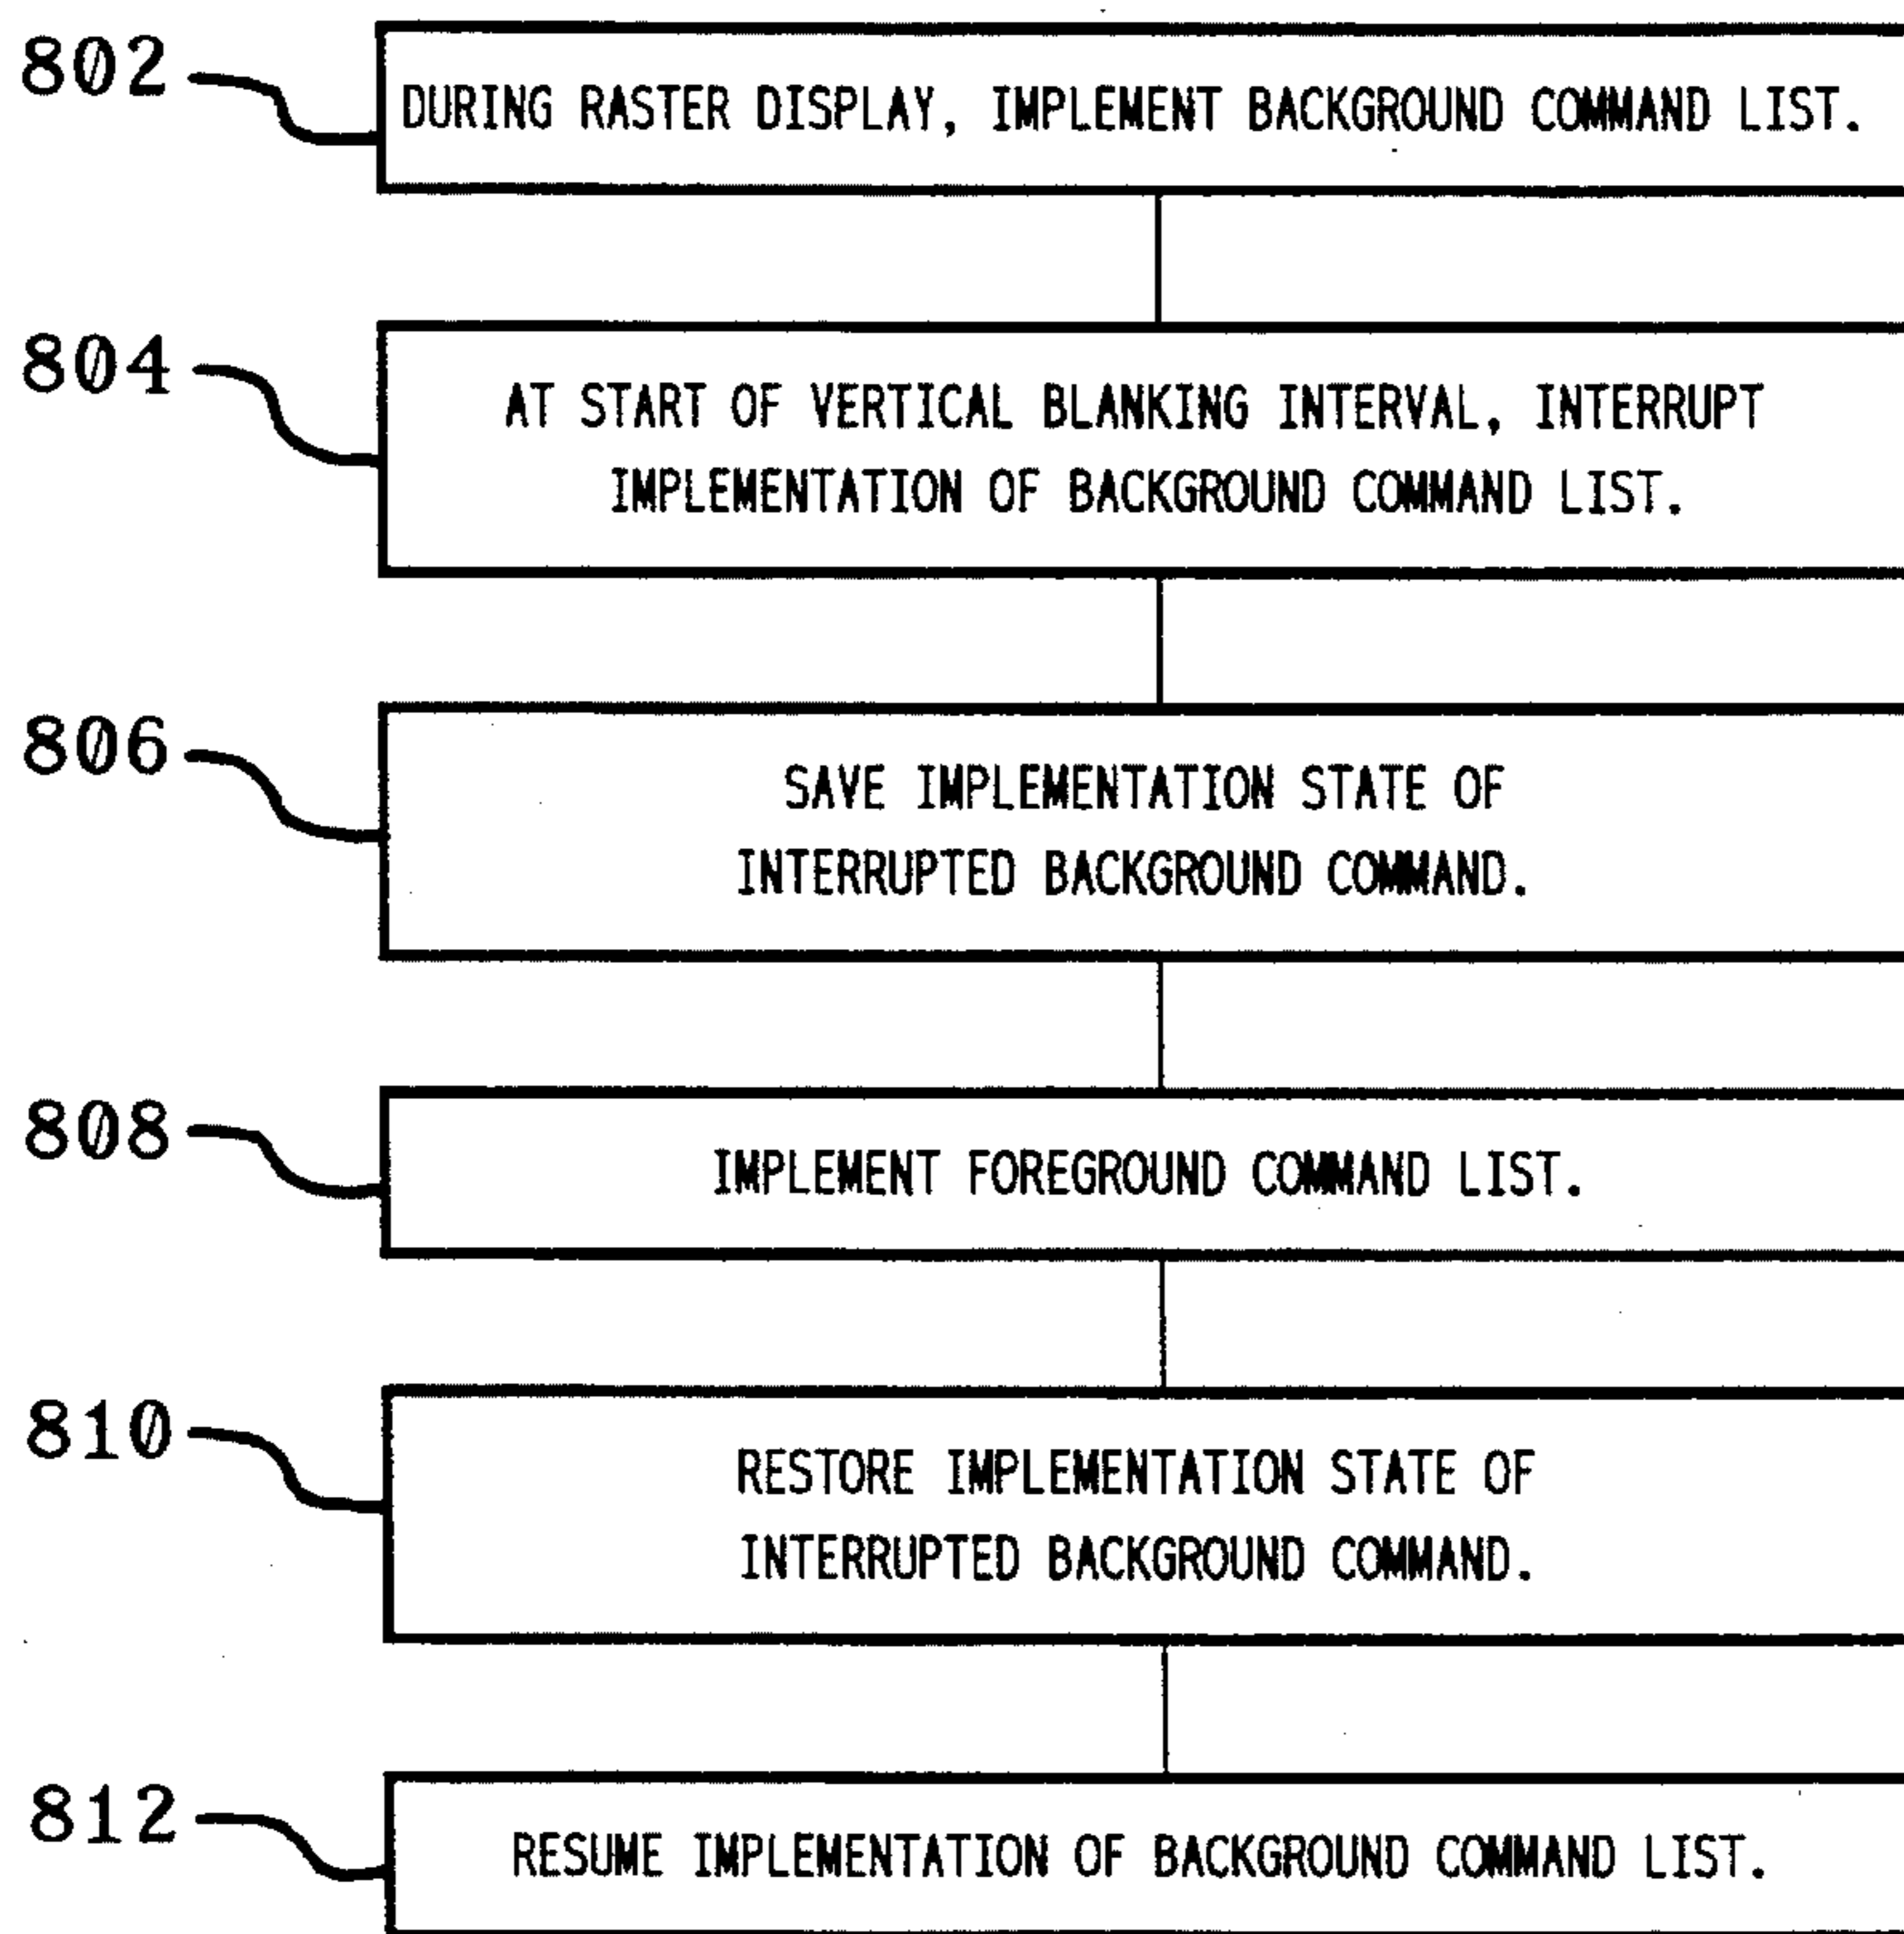 802
DURING RASTER DISPLAY, IMPLEMENT BACKGROUND COMMAND LIST.
804
AT START OF VERTICAL BLANKING INTERVAL, INTERRUPT
IMPLEMENTATION OF BACKGROUND COMMAND LIST.
806
SAVE IMPLEMENTATION STATE OF
INTERRUPTED BACKGROUND COMMAND.
808
IMPLEMENT FOREGROUND COMMAND LIST.
810
RESTORE IMPLEMENTATION STATE OF
INTERRUPTED BACKGROUND COMMAND.
812
RESUME IMPLEMENTATION OF BACKGROUND COMMAND LIST.